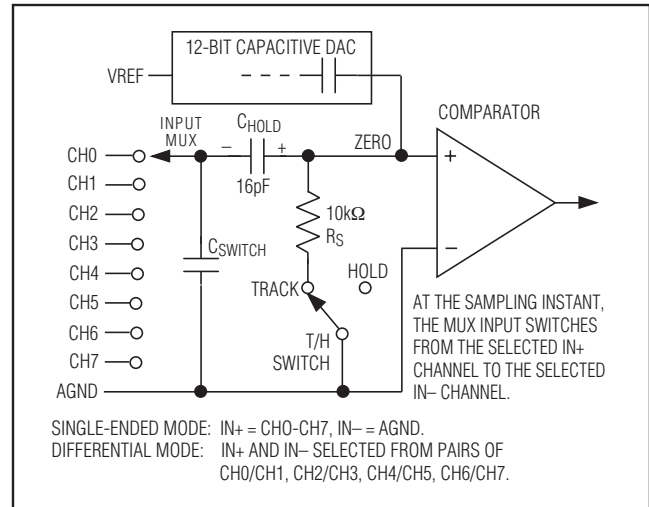 12-BIT CAPACITIVE DAC
VREF
COMPARATOR
INPUT
MUX
CHOLD
ZERO
– +
16pF
+
CH0
CH1
CH2
CH3
CH4
CH5
CH6
CH7
AGND
CSWITCH
10kΩ
RS
–
TRACK
HOLD
T/H
SWITCH
AT THE SAMPLING INSTANT,
THE MUX INPUT SWITCHES
FROM THE SELECTED IN+
CHANNEL TO THE SELECTED
IN– CHANNEL.
SINGLE-ENDED MODE: IN+ = CHO-CH7, IN– = AGND.
DIFFERENTIAL MODE: IN+ AND IN– SELECTED FROM PAIRS OF
CH0/CH1, CH2/CH3, CH4/CH5, CH6/CH7.